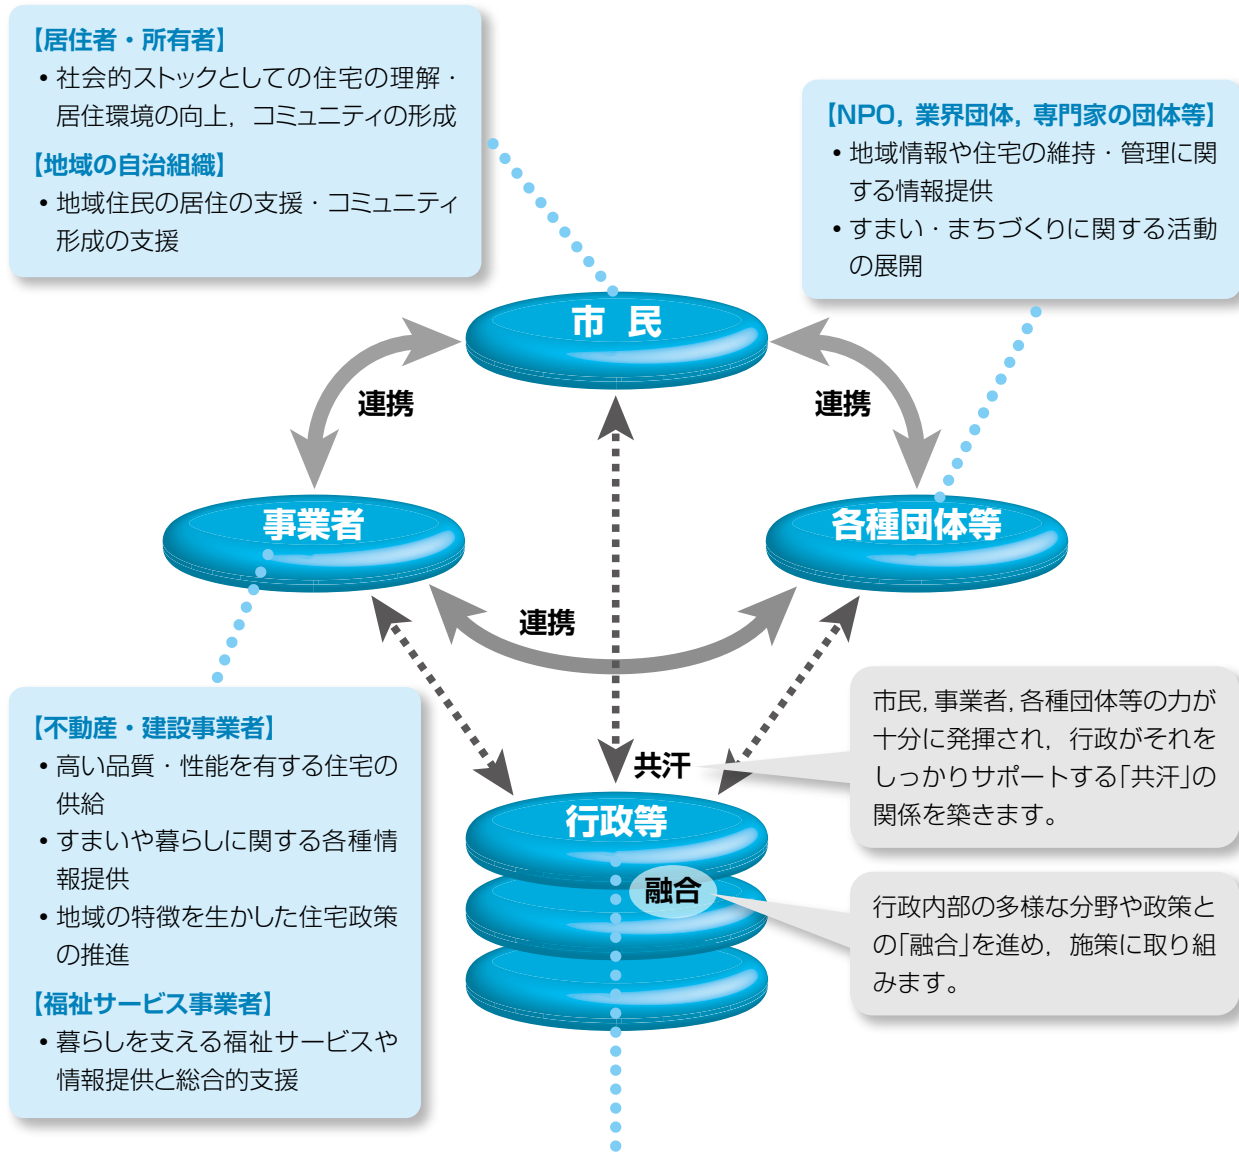 【居住者・所有者】
• 社会的ストックとしての住宅の理解・
居住環境の向上，コミュニティの形成
【地域の自治組織】
• 地域住民の居住の支援・コミュニティ
形成の支援
【NPO，業界団体，専門家の団体等】
• 地域情報や住宅の維持・管理に関
する情報提供
• すまい・まちづくりに関する活動
の展開
市 民
連携
連携
事業者
各種団体等
連携
共汗
行政等
融合
市民，事業者，各種団体等の力が
十分に発揮され，行政がそれを
しっかりサポートする「共汗」の
関係を築きます。
行政内部の多様な分野や政策と
の「融合」を進め，施策に取り組
みます。
【不動産・建設事業者】
• 高い品質・性能を有する住宅の
供給
• すまいや暮らしに関する各種情
報提供
• 地域の特徴を生かした住宅政策
の推進
【福祉サービス事業者】
• 暮らしを支える福祉サービスや
情報提供と総合的支援